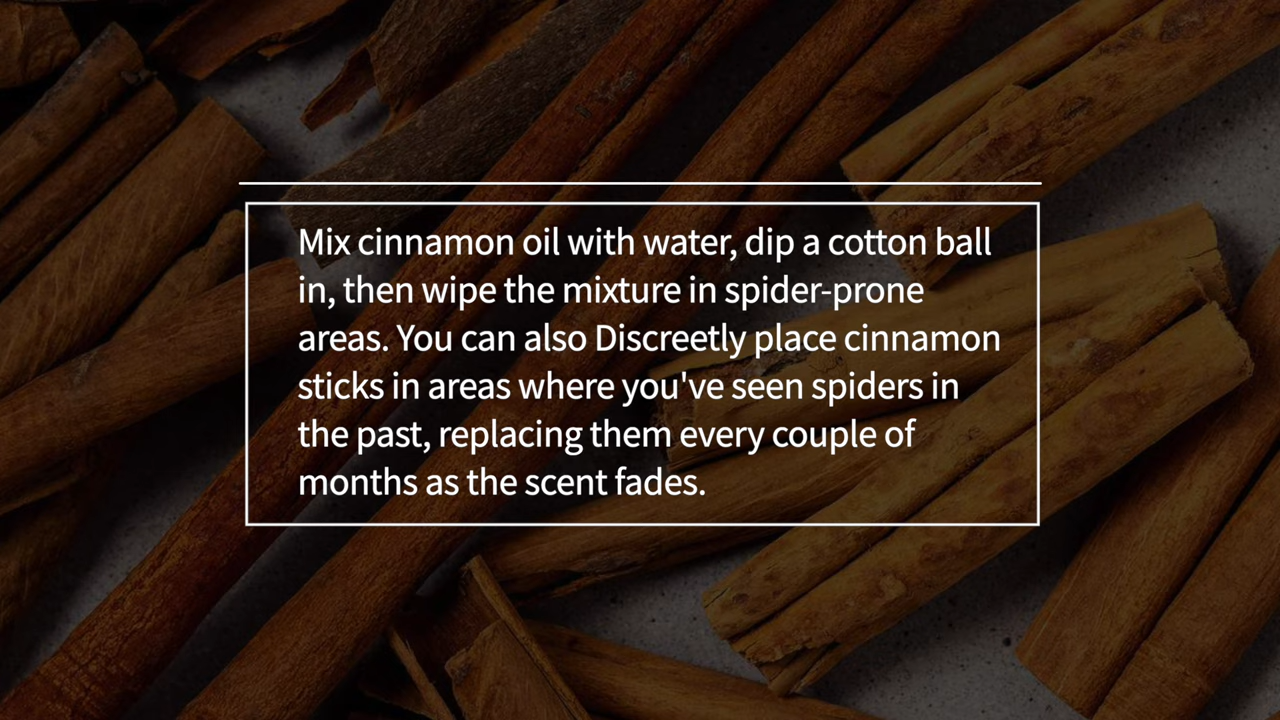 Mix cinnamon oil with water, dip a cotton ball
in, then wipe the mixture in spider-prone
areas. You can also Discreetly place cinnamon
sticks in areas where you've seen spiders in
the past, replacing them every couple of
months as the scent fades.